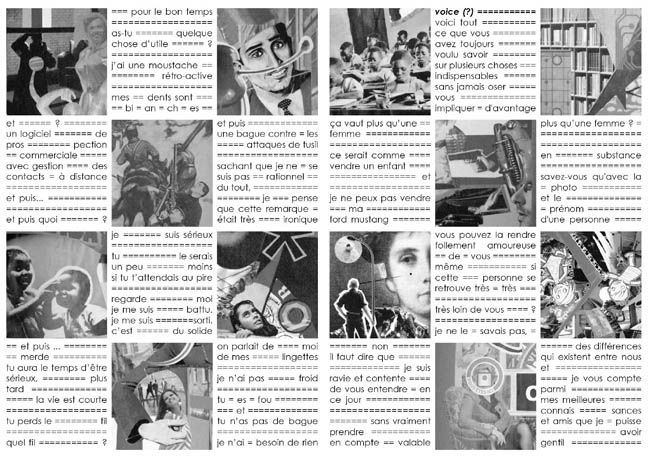 === pour le bon temps
====================
as-tu ======= quelque
chose d'utile ====== ?
====================
j'ai une moustache ==
======== rétro-active
====================
mes == dents sont ===
== bl = an = ch = es ==
et ====== ? =========
un logiciel ======= de
pros ======= pection
== commerciale =====
avec gestion ==== des
contacts = à distance
====================
et puis... ===========
====================
et puis quoi ======= ?
et puis =============
une bague contre = les
===== attaques de fusil
====================
sachant que je ne = se
suis pas == rationnel ==
du tout, =============
======= je === pense
que cette remarque =
était très ==== ironique
je ====== suis sérieux
====================
tu ========== le serais
un peu ======= moins
si tu t'attendais au pire
====================
regarde ======== moi
je me suis ===== battu,
je me suis =======sorti,
c'est ====== du solide
== et puis ... =========
== merde ===========
tu aura le temps d'être
sérieux, ======== plus
tard ===============
===== la vie est courte
====================
tu perds le ====== fil
====================
quel fil =========== ?
on parlait de ==== moi
de mes ===== lingettes
====================
je n'ai pas ===== froid
====================
tu = es = fou ========
=== et ==============
tu n'as pas de bague
====================
je n'ai = besoin de rien
voice (?) ===========
voici tout ===========
ce que vous =========
avez toujours =======
voulu savoir =========
sur plusieurs choses ===
indispensables ======
sans jamais oser =====
vous ==============
impliquer = d'avantage
ça vaut plus qu'une ==
femme =============
====================
ce serait comme =====
vendre un enfant ====
================= et
====================
je ne peux pas vendre
=== ma ============
ford mustang =======
plus qu'une femme ? =
====================
en ======= substance
====================
savez-vous qu'avec la
= photo ===========
et le ==============
= prénom ==========
d'une personne =====
vous pouvez la rendre
follement amoureuse
== de = vous ========
même =========== si
cette === personne se
retrouve très = très ===
====================
très loin de vous ==== ?
====================
je ne le = savais pas, =
======= non =======
il faut dire que ======
============= je suis
ravie et contente ====
de vous entendre = en
ce jour =============
====================
======= sans vraiment
prendre ============
en compte == valable
===== des différences
qui existent entre nous
et =================
==== je vous compte
parmi ==============
mes meilleures ======
connais ===== sances
et amis que je = puisse
============== avoir
gentil ==============